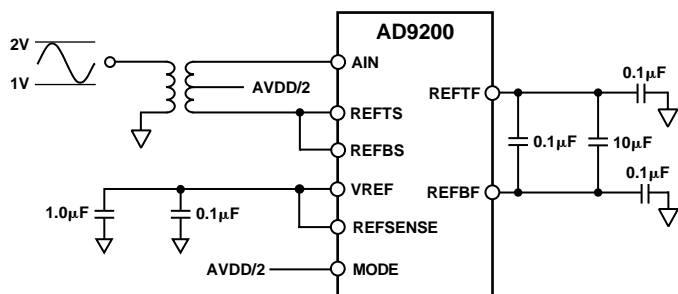 AD9200
2V
1V
AIN
AVDD/2
REFTS
REFBS
VREF
REFSENSE
MODE
AVDD/2
1.0μF
0.1μF
REFTF
REFBF
0.1μF
0.1μF
10μF
0.1μF